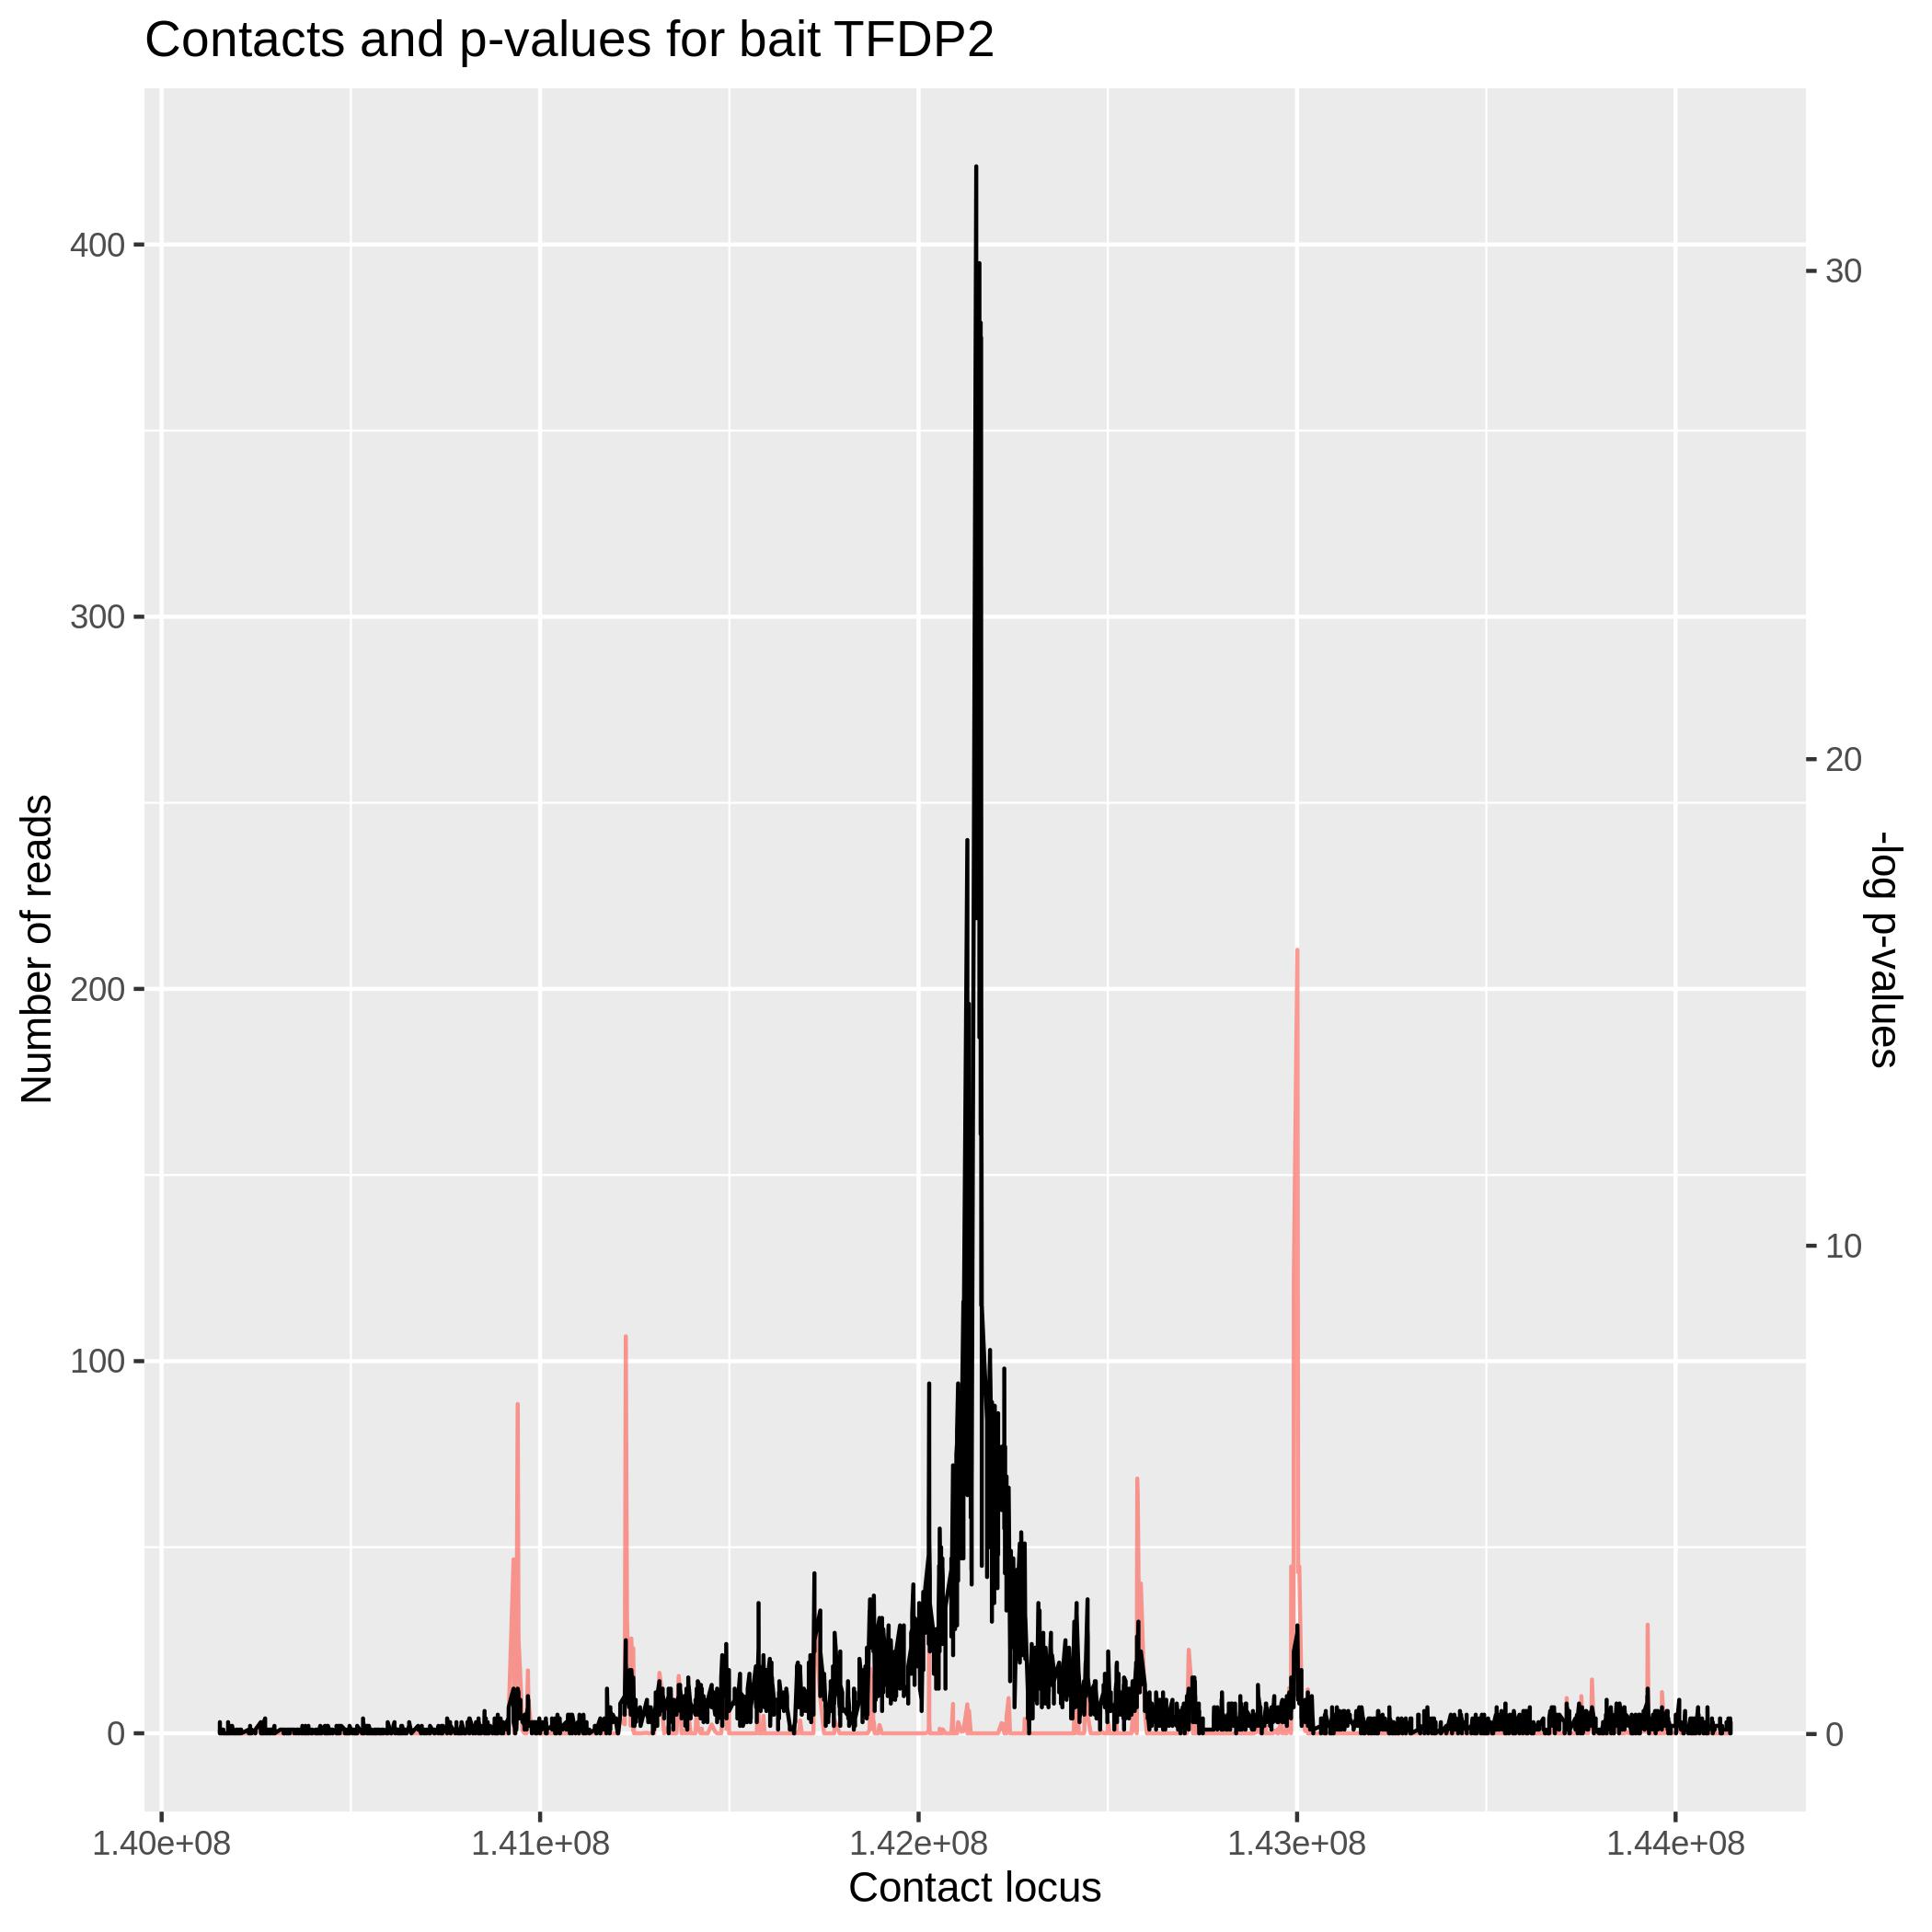 Contacts and p-values for bait TFDP2
400
300
200
100
0
Number of reads
30
20
10
0
-log p-values
1.40e+08
1.41e+08
1.42e+08
1.43e+08
1.44e+08
Contact locus